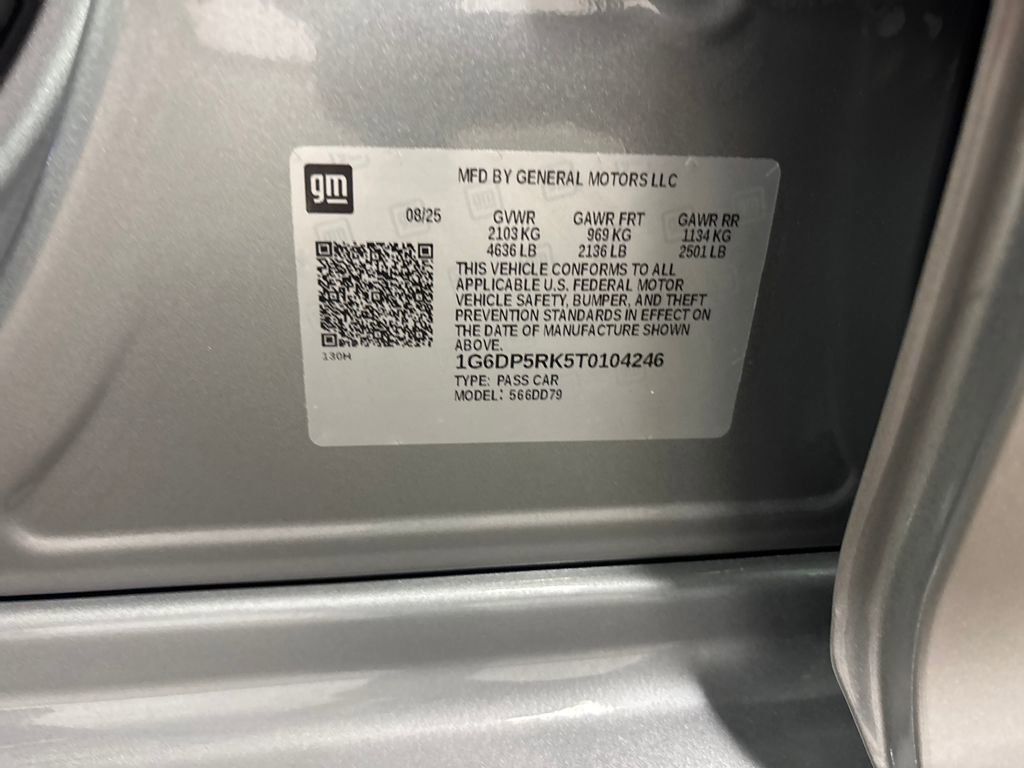 gm
MFD BY GENERAL MOTORS LLC
08/25 GVWR GAWR FRT GAWR RR
2103 KG 969 KG 1134 KG
4636 LB 2136 LB 2501 LB
THIS VEHICLE CONFORMS TO ALL
APPLICABLE U.S. FEDERAL MOTOR
VEHICLE SAFETY, BUMPER, AND THEFT
PREVENTION STANDARDS IN EFFECT ON
THE DATE OF MANUFACTURE SHOWN
ABOVE.
130H
1G6DP5RK5T0104246
TYPE: PASS CAR
MODEL: 566DD79